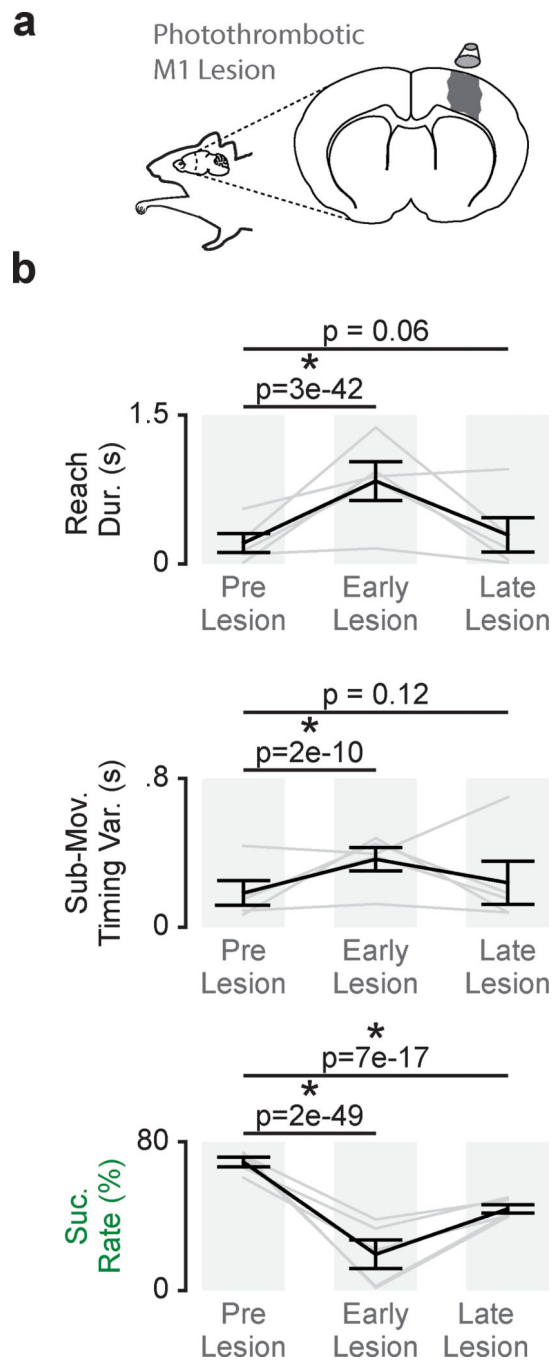 a
Photothrombotic
M1 Lesion
b
p = 0.06
*
p=3e-42
1.5
0
Reach
Dur. (s)
Pre
Lesion
Early
Lesion
Late
Lesion
p = 0.12
*
p=2e-10
.8
0
Sub-Mov.
Timing Var. (s)
Pre
Lesion
Early
Lesion
Late
Lesion
*
p=7e-17
*
p=2e-49
80
0
Suc.
Rate (%)
Pre
Lesion
Early
Lesion
Late
Lesion